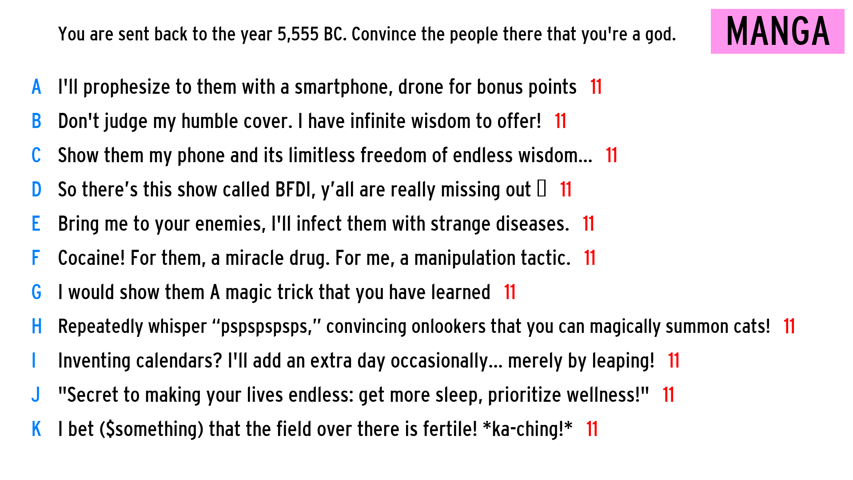 You are sent back to the year 5,555 BC. Convince the people there that you're a god.
MANGA
A I'll prophesize to them with a smartphone, drone for bonus points 11
B Don't judge my humble cover. I have infinite wisdom to offer! 11
C Show them my phone and its limitless freedom of endless wisdom... 11
D So there’s this show called BFDI, y’all are really missing out ▯ 11
E Bring me to your enemies, I'll infect them with strange diseases. 11
F Cocaine! For them, a miracle drug. For me, a manipulation tactic. 11
G I would show them A magic trick that you have learned 11
H Repeatedly whisper “pspspspsps,” convincing onlookers that you can magically summon cats! 11
I Inventing calendars? I'll add an extra day occasionally... merely by leaping! 11
J "Secret to making your lives endless: get more sleep, prioritize wellness!" 11
K I bet ($something) that the field over there is fertile! *ka-ching!* 11